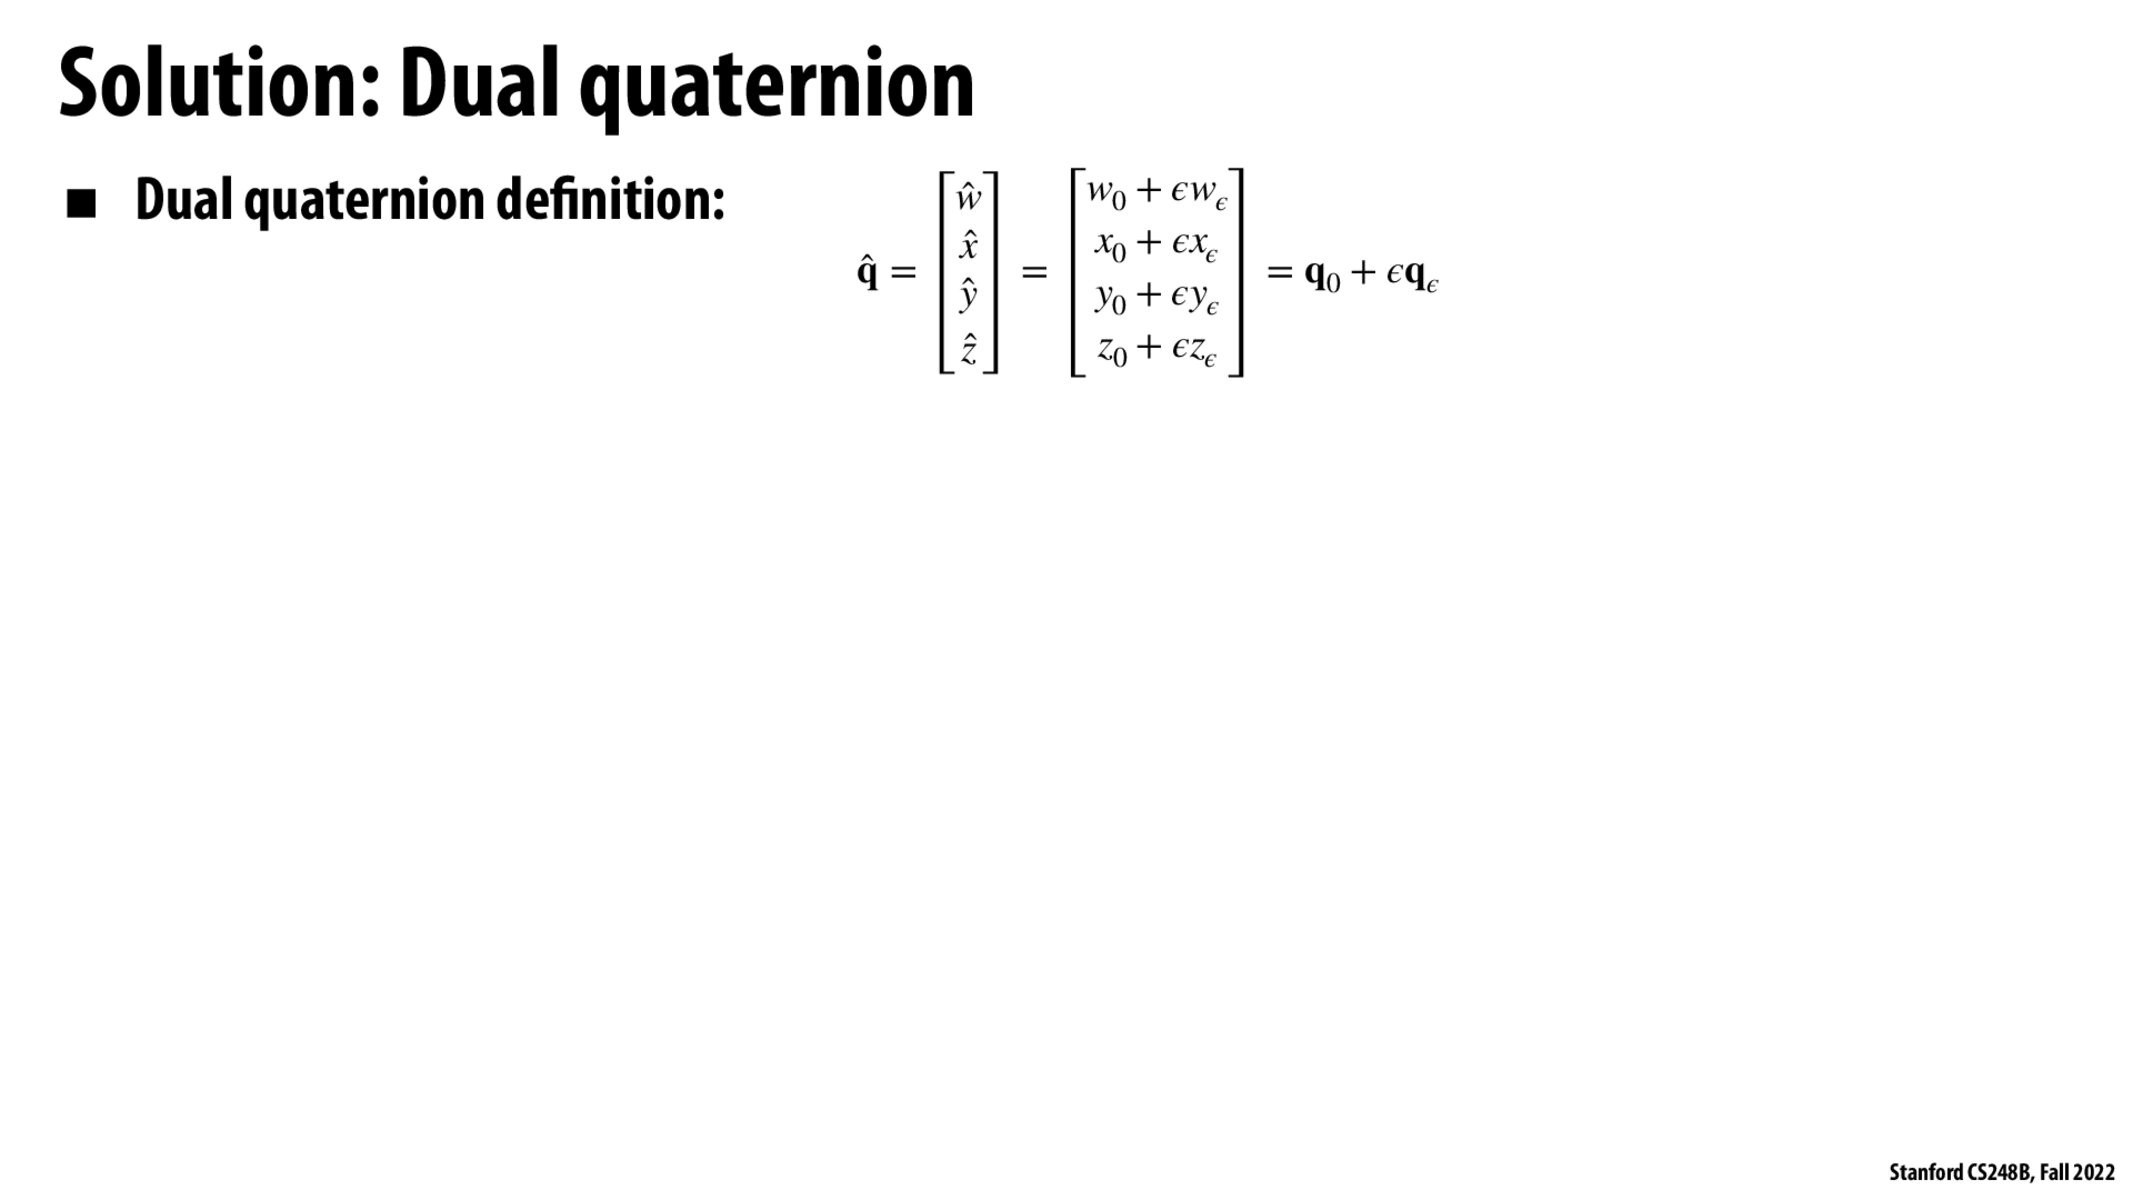 Solution: Dual quaternion
■ Dual quaternion definition:
$\hat{\mathbf{q}} = \begin{bmatrix} \hat{w} \\ \hat{x} \\ \hat{y} \\ \hat{z} \end{bmatrix} = \begin{bmatrix} w_0 + \epsilon w_\epsilon \\ x_0 + \epsilon x_\epsilon \\ y_0 + \epsilon y_\epsilon \\ z_0 + \epsilon z_\epsilon \end{bmatrix} = \mathbf{q}_0 + \epsilon \mathbf{q}_\epsilon$
Stanford CS248B, Fall 2022